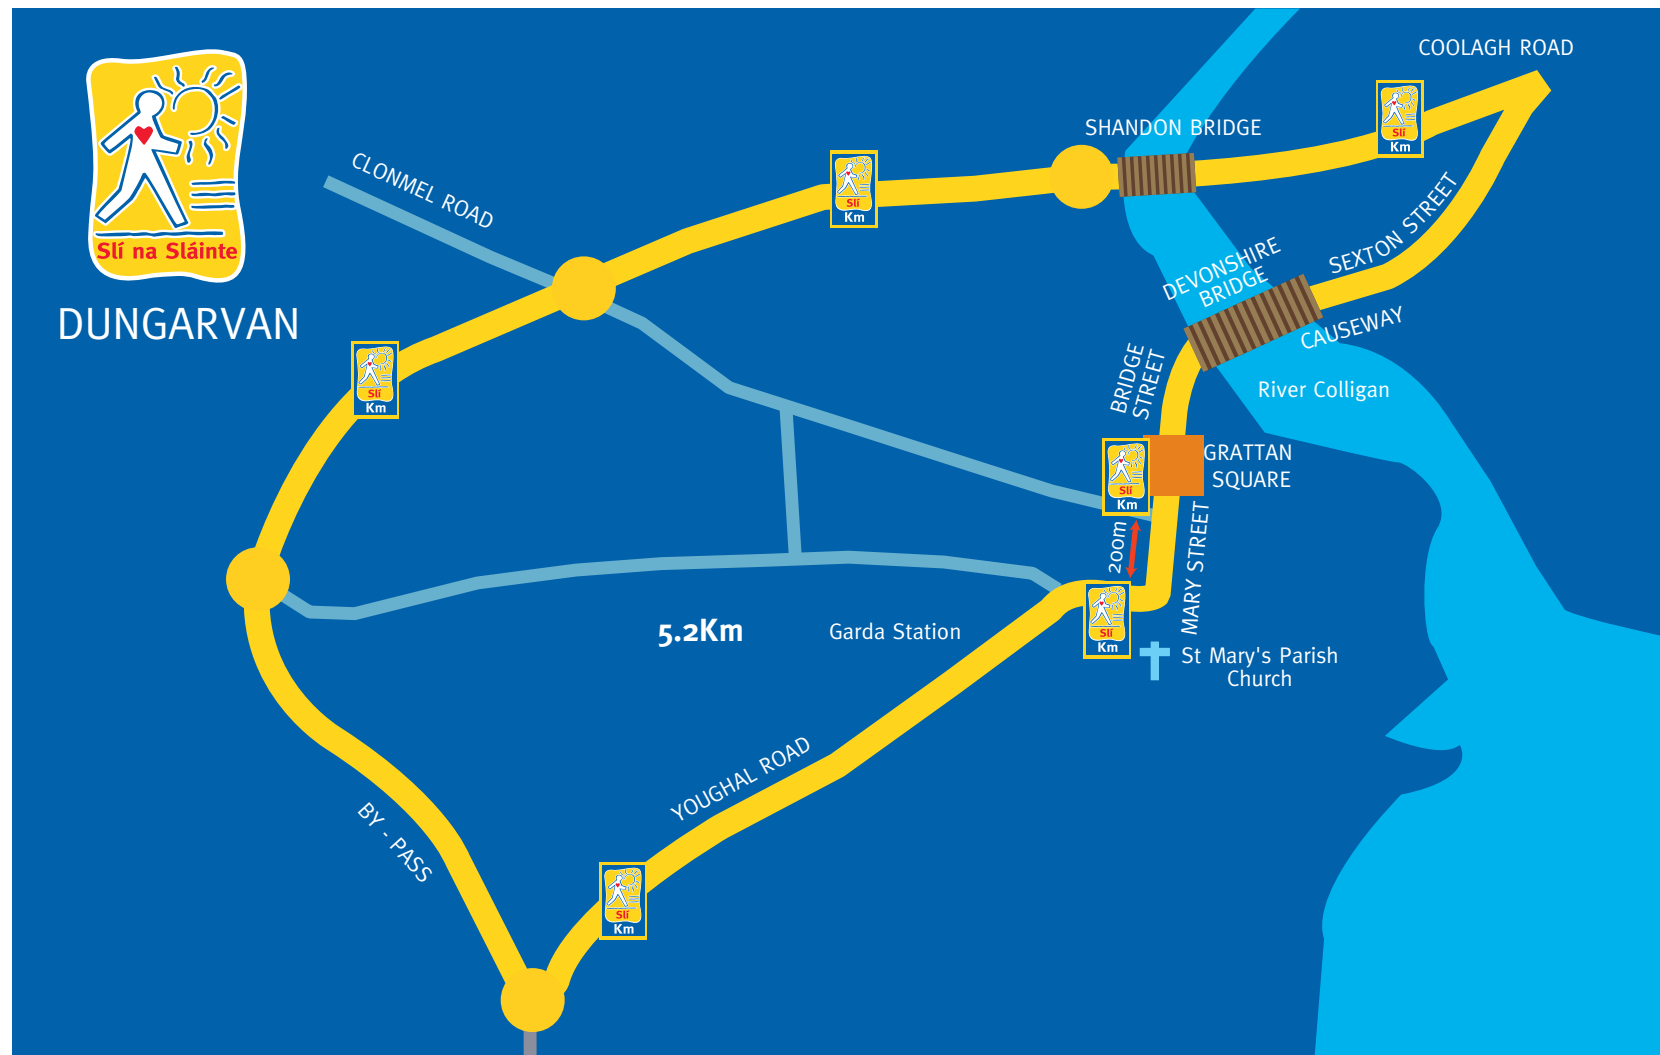 COOLAGH ROAD
Slí
Km
SHANDON BRIDGE
CLONMEL ROAD
Slí
Km
SEXTON STREET
Slí na Sláinte
DEVONSHIRE
BRIDGE
DUNGARVAN
CAUSEWAY
Slí
Km
BRIDGE
STREET
River Colligan
GRATTAN
SQUARE
Slí
Km
200m
MARY STREET
5.2Km
Garda Station
Slí
Km
St Mary's Parish
Church
YOUGHAL ROAD
BY - PASS
Slí
Km